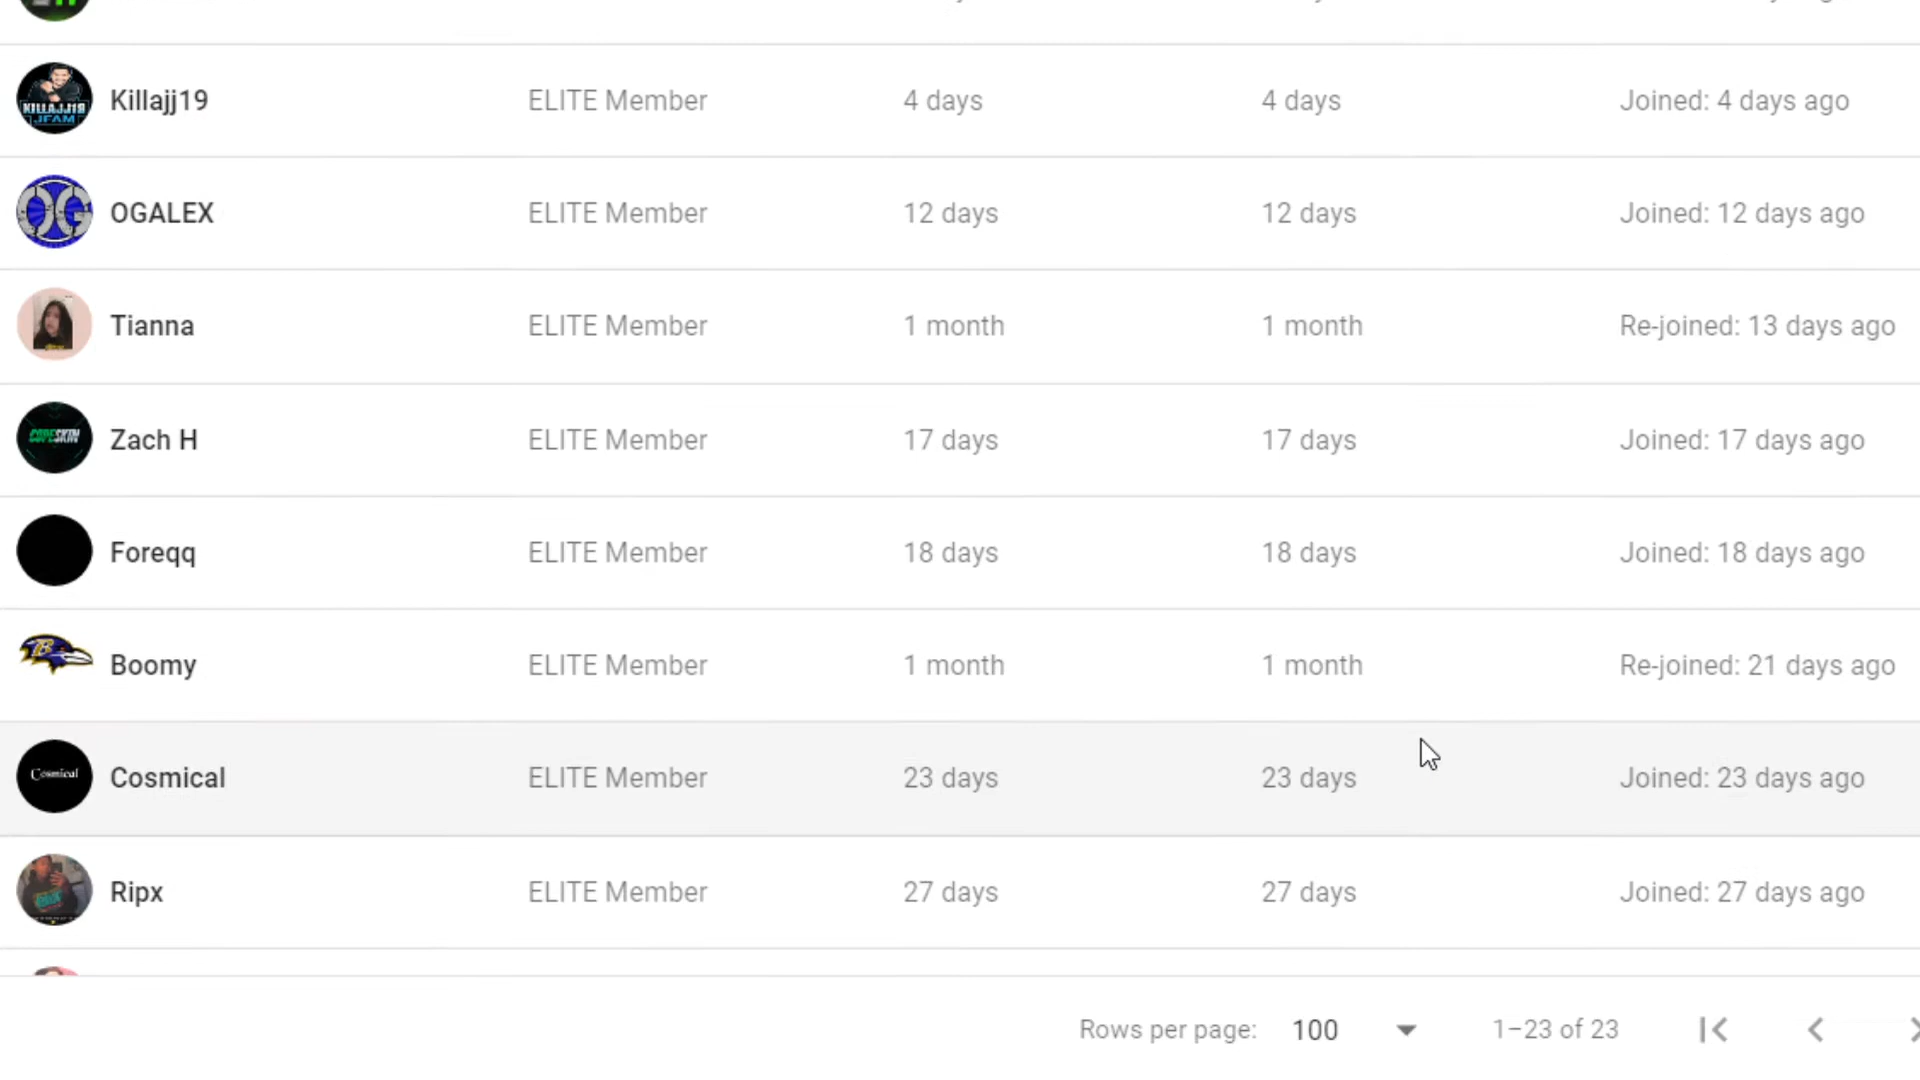 Killajj19 ELITE Member 4 days 4 days Joined: 4 days ago
KILLAJJ19
JFAM
OGALEX ELITE Member 12 days 12 days Joined: 12 days ago
OG
Tianna ELITE Member 1 month 1 month Re-joined: 13 days ago
Zach H ELITE Member 17 days 17 days Joined: 17 days ago
COPESKIN
Foreqq ELITE Member 18 days 18 days Joined: 18 days ago
Boomy ELITE Member 1 month 1 month Re-joined: 21 days ago
B
Cosmical ELITE Member 23 days 23 days Joined: 23 days ago
Cosmical
Ripx ELITE Member 27 days 27 days Joined: 27 days ago
Rows per page: 100 1–23 of 23